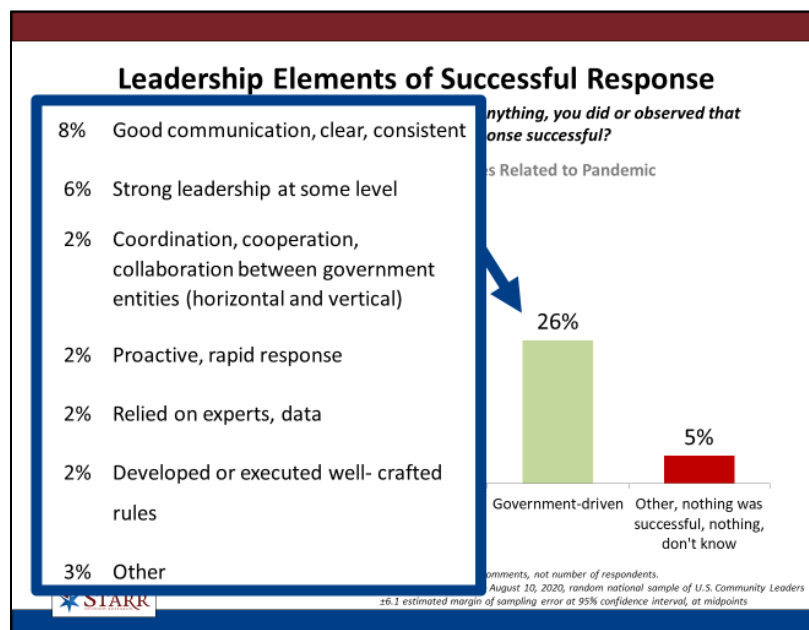 Leadership Elements of Successful Response
anything, you did or observed that
onse successful?
s Related to Pandemic
8% Good communication, clear, consistent
6% Strong leadership at some level
2% Coordination, cooperation,
collaboration between government
entities (horizontal and vertical)
2% Proactive, rapid response
2% Relied on experts, data
2% Developed or executed well- crafted
rules
3% Other
26%
5%
Government-driven
Other, nothing was
successful, nothing,
don't know
omments, not number of respondents.
August 10, 2020, random national sample of U.S. Community Leaders
±6.1 estimated margin of sampling error at 95% confidence interval, at midpoints
STARR